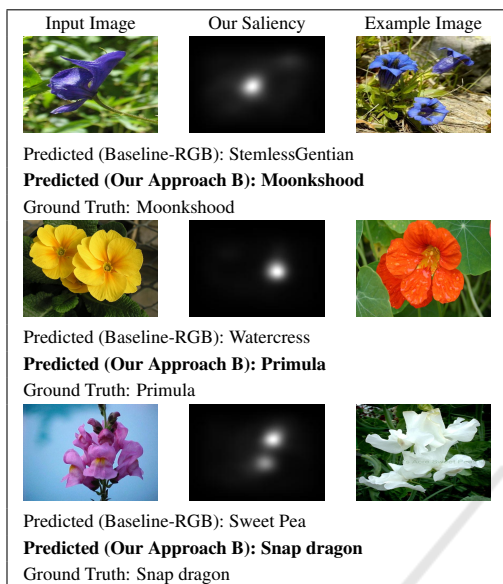 Input Image Our Saliency Example Image
Predicted (Baseline-RGB): StemlessGentian
Predicted (Our Approach B): Moonkshood
Ground Truth: Moonkshood
Predicted (Baseline-RGB): Watercress
Predicted (Our Approach B): Primula
Ground Truth: Primula
Predicted (Baseline-RGB): Sweet Pea
Predicted (Our Approach B): Snap dragon
Ground Truth: Snap dragon